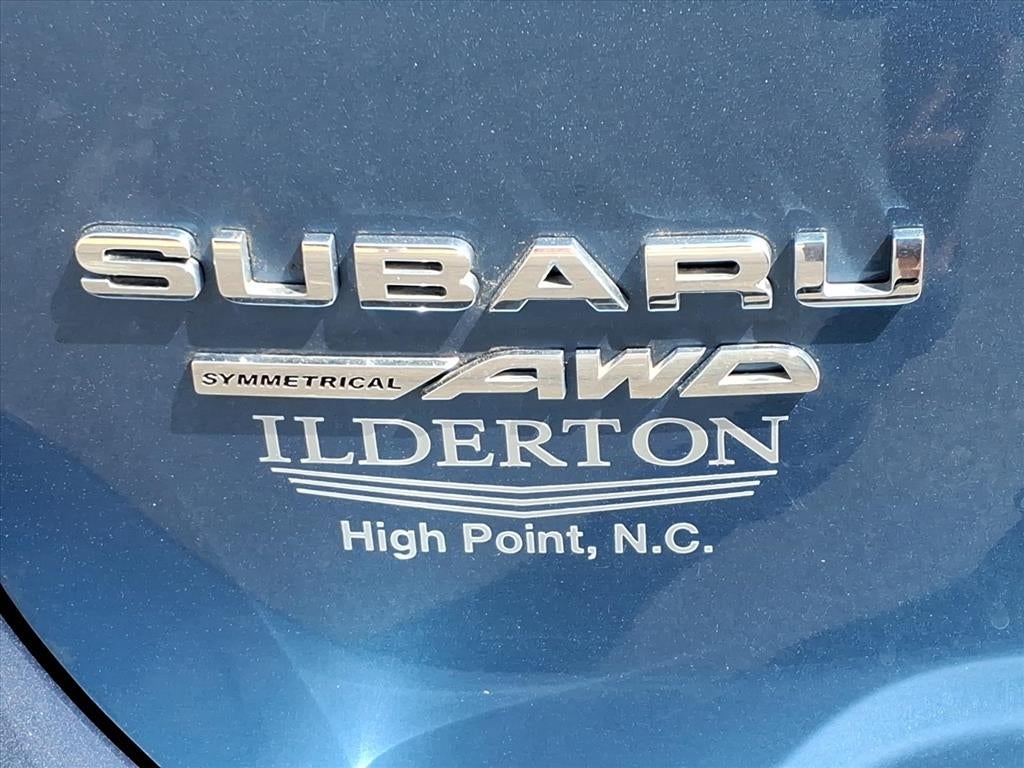 SUBARU
SYMMETRICAL AWD
ILDERTON
High Point, N.C.